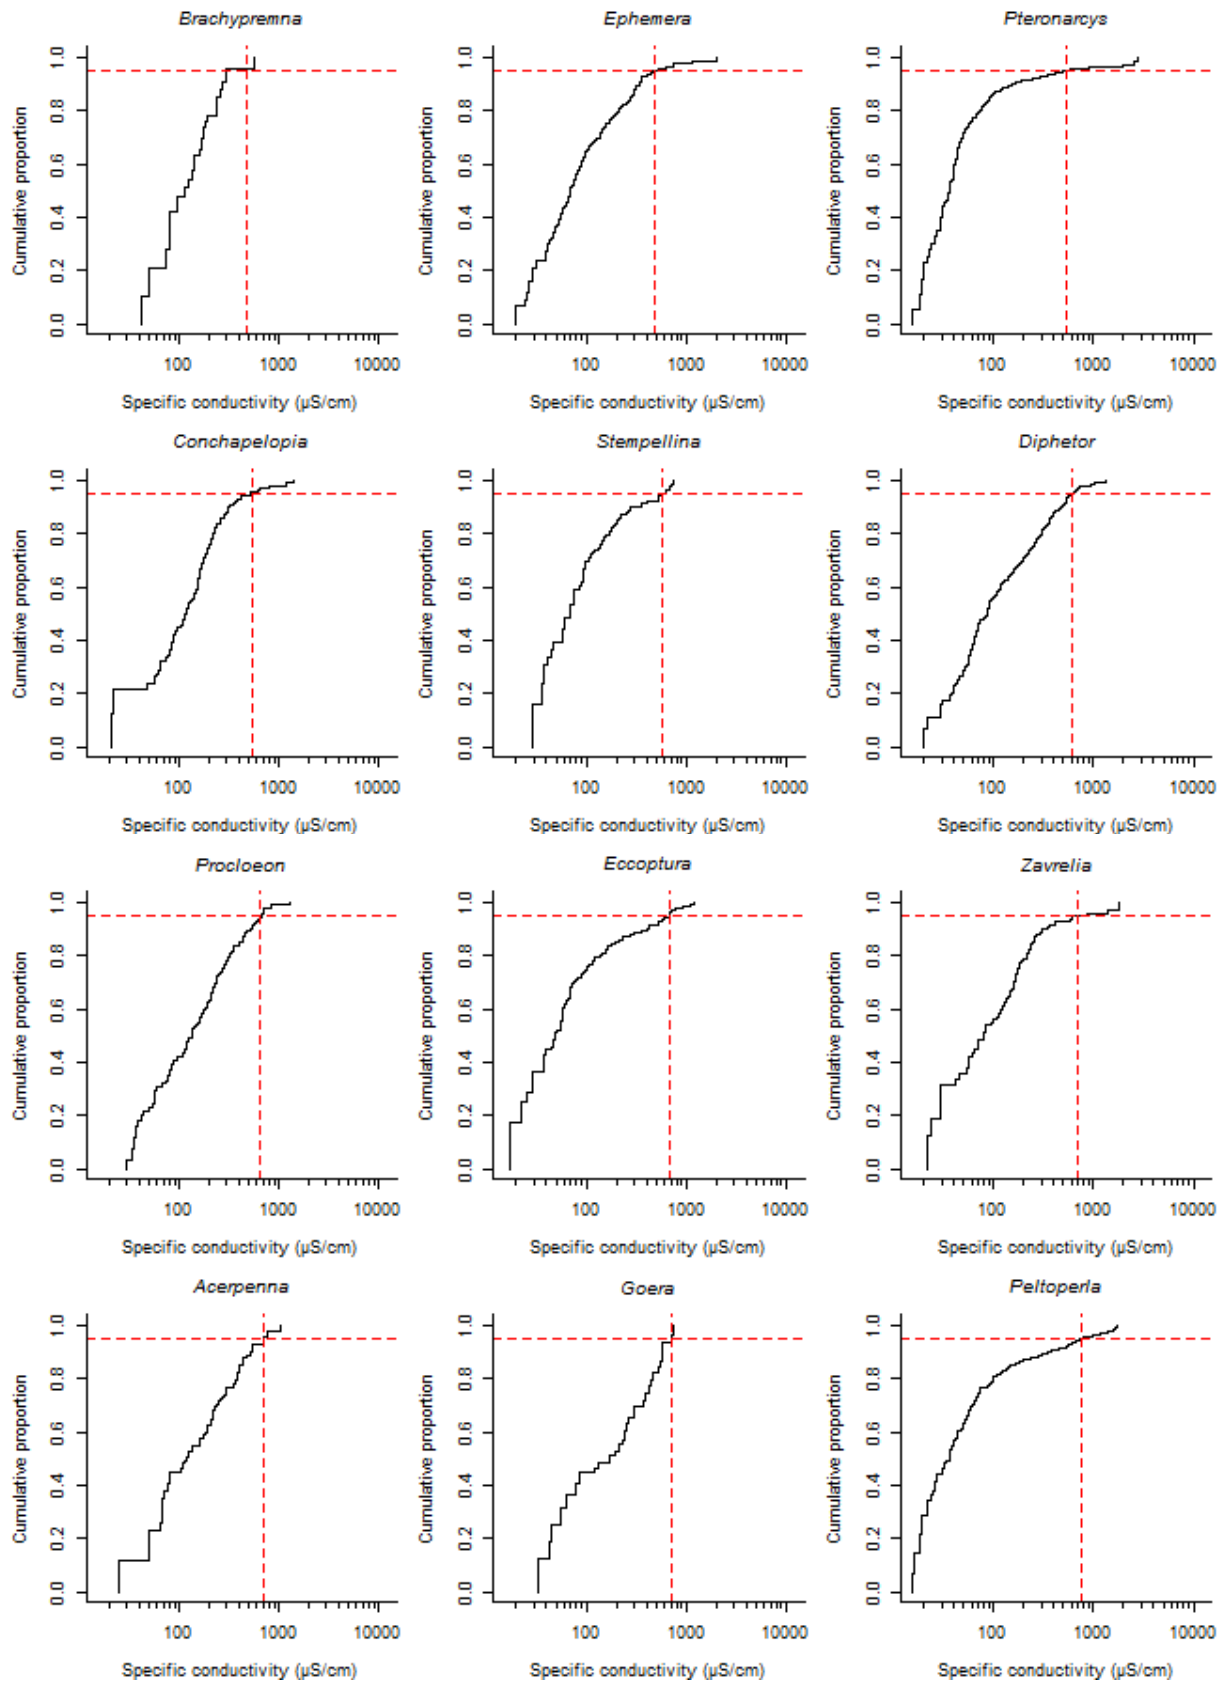 Brachypremna Ephemera Pteronarcys
Cumulative proportion Cumulative proportion Cumulative proportion
0.0 0.2 0.4 0.6 0.8 1.0 0.0 0.2 0.4 0.6 0.8 1.0 0.0 0.2 0.4 0.6 0.8 1.0
100 1000 10000 100 1000 10000 100 1000 10000
Specific conductivity (µS/cm) Specific conductivity (µS/cm) Specific conductivity (µS/cm)
Conchapelopia Stempellina Diphetor
Cumulative proportion Cumulative proportion Cumulative proportion
0.0 0.2 0.4 0.6 0.8 1.0 0.0 0.2 0.4 0.6 0.8 1.0 0.0 0.2 0.4 0.6 0.8 1.0
100 1000 10000 100 1000 10000 100 1000 10000
Specific conductivity (µS/cm) Specific conductivity (µS/cm) Specific conductivity (µS/cm)
Procloeon Eccoptura Zavrelia
Cumulative proportion Cumulative proportion Cumulative proportion
0.0 0.2 0.4 0.6 0.8 1.0 0.0 0.2 0.4 0.6 0.8 1.0 0.0 0.2 0.4 0.6 0.8 1.0
100 1000 10000 100 1000 10000 100 1000 10000
Specific conductivity (µS/cm) Specific conductivity (µS/cm) Specific conductivity (µS/cm)
Acerpenna Goera Peltoperla
Cumulative proportion Cumulative proportion Cumulative proportion
0.0 0.2 0.4 0.6 0.8 1.0 0.0 0.2 0.4 0.6 0.8 1.0 0.0 0.2 0.4 0.6 0.8 1.0
100 1000 10000 100 1000 10000 100 1000 10000
Specific conductivity (µS/cm) Specific conductivity (µS/cm) Specific conductivity (µS/cm)